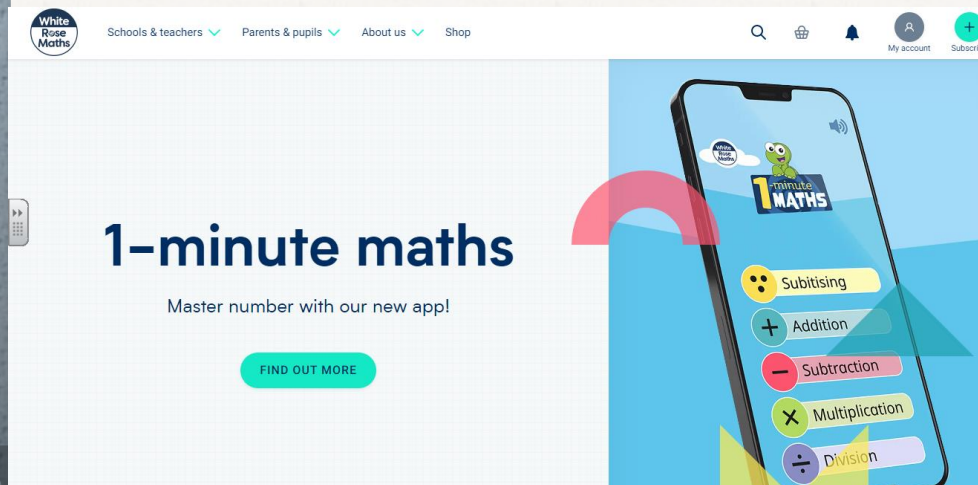 White
Rose
Maths
Schools & teachers
Parents & pupils
About us
Shop
My account
Subscri
1-minute maths
Master number with our new app!
FIND OUT MORE
White
Rose
Maths
1-minute
MATHS
Subitising
Addition
Subtraction
Multiplication
Division